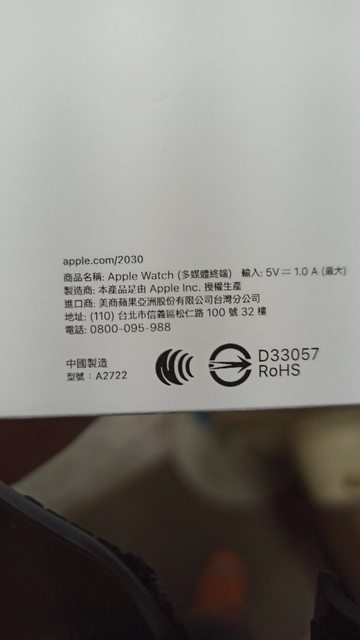 apple.com/2030
商品名稱: Apple Watch (多媒體終端) 輸入: 5V⎓1.0 A (最大)
製造商: 本產品是由 Apple Inc. 授權生產
進口商: 美商蘋果亞洲股份有限公司台灣分公司
地址: (110) 台北市信義區松仁路 100 號 32 樓
電話: 0800-095-988
中國製造
型號: A2722
D33057
RoHS